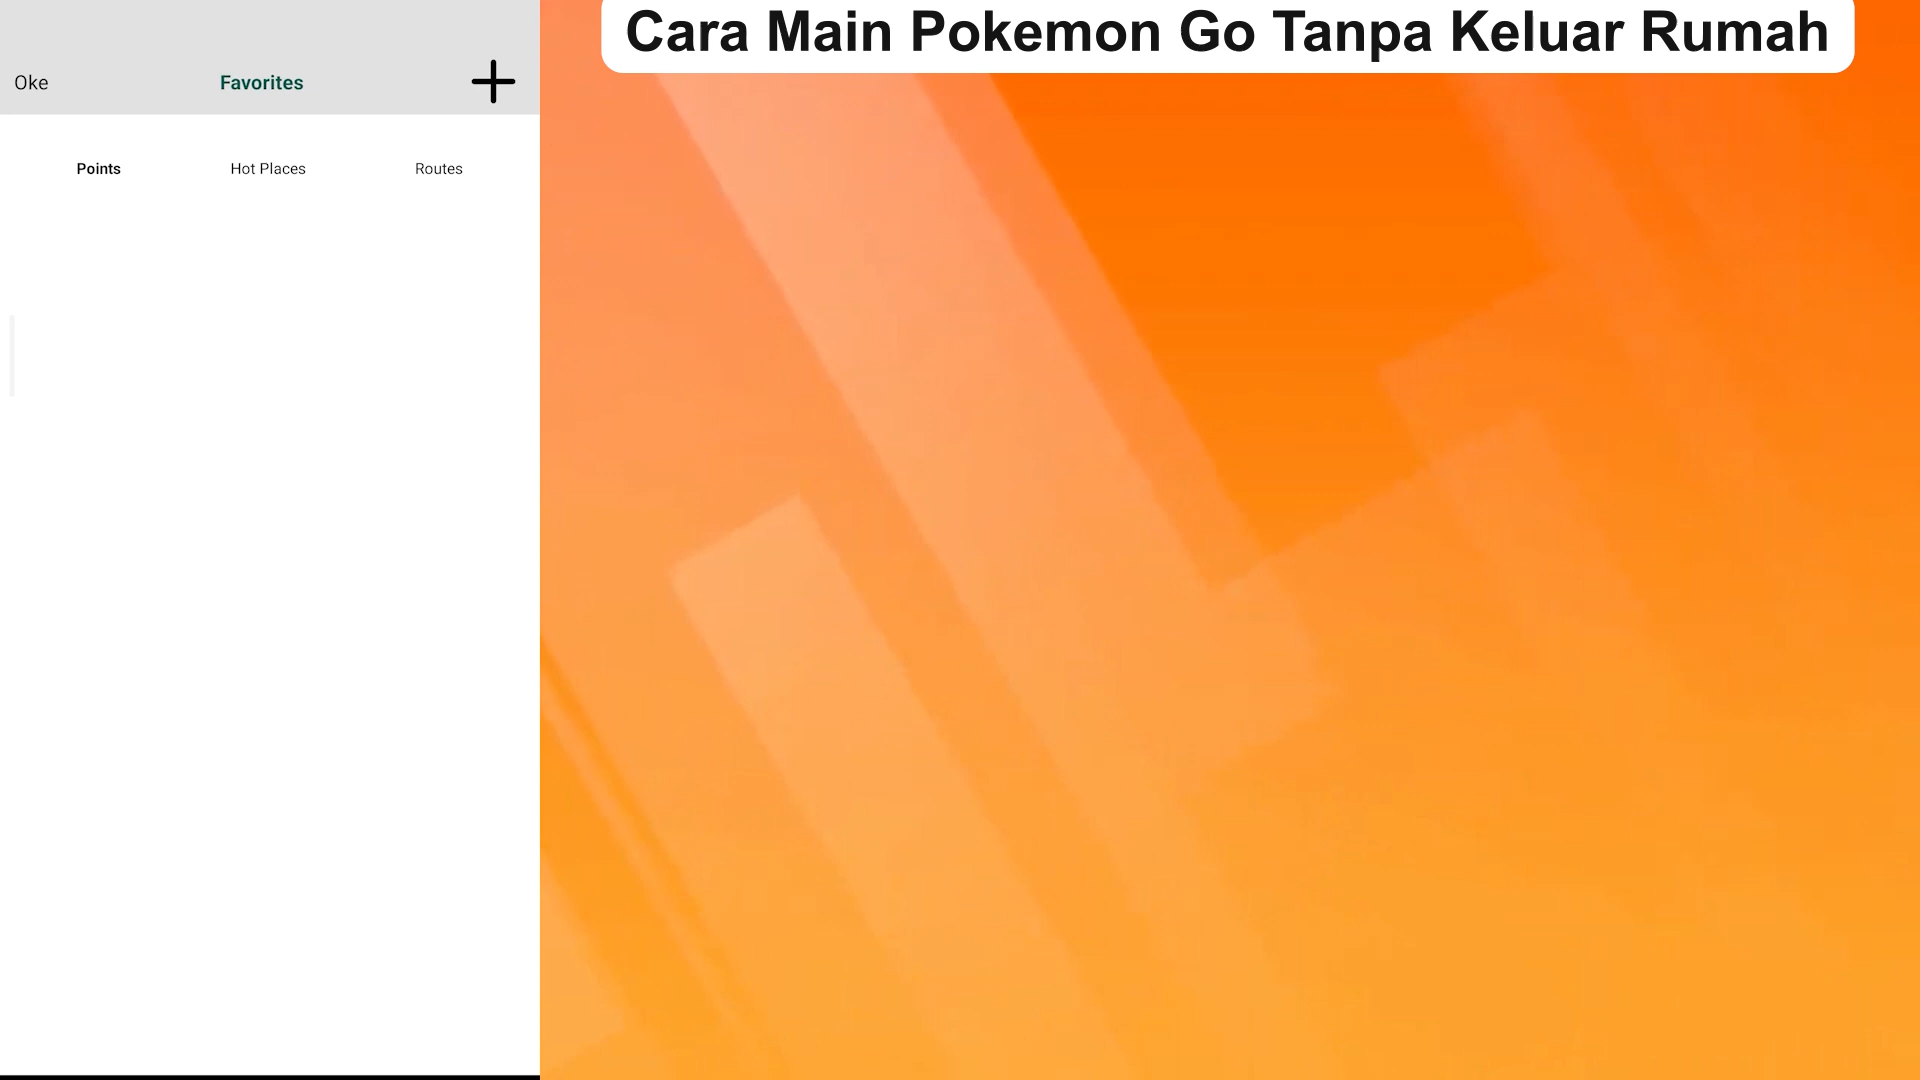 Cara Main Pokemon Go Tanpa Keluar Rumah
Oke Favorites
Points Hot Places Routes